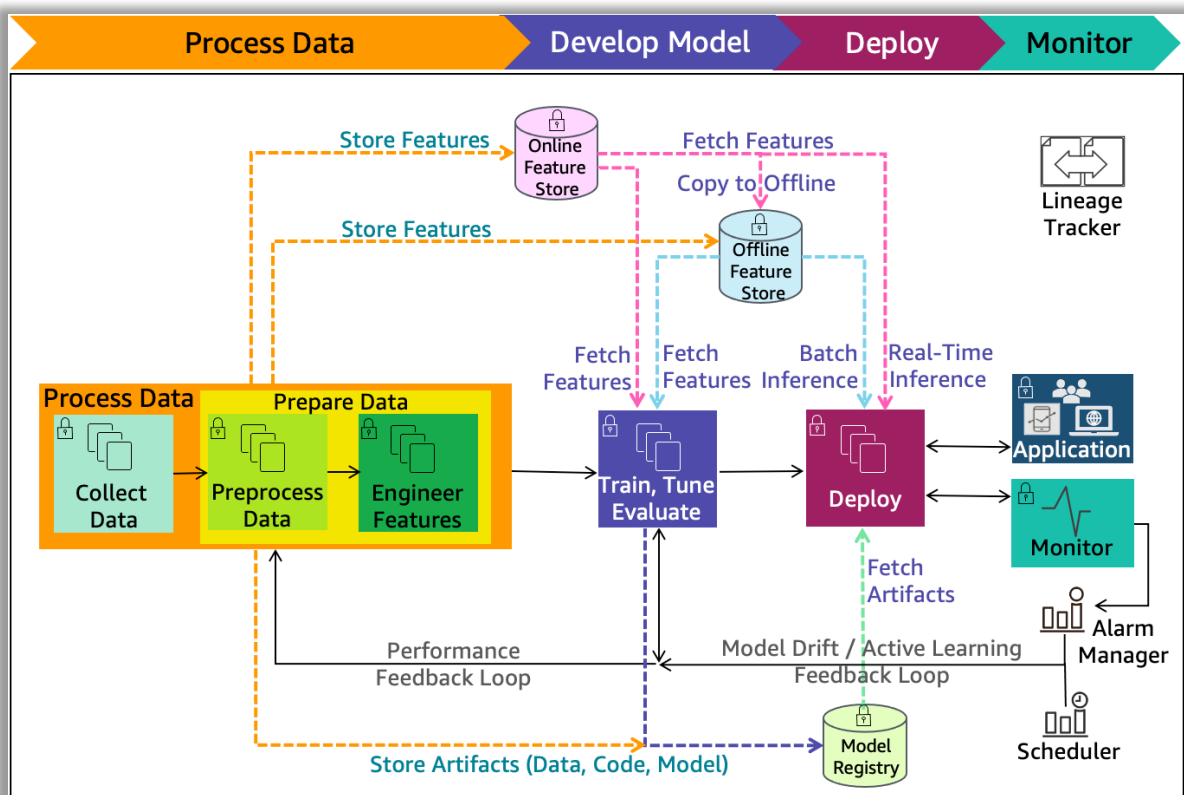 Process Data
Develop Model
Deploy
Monitor
Store Features
Online
Feature
Store
Fetch Features
Copy to Offline
Lineage
Tracker
Store Features
Offline
Feature
Store
Fetch
Features
Fetch
Features
Batch
Inference
Real-Time
Inference
Process Data
Prepare Data
Collect
Data
Preprocess
Data
Engineer
Features
Train, Tune
Evaluate
Deploy
Application
Monitor
Fetch
Artifacts
Alarm
Manager
Performance
Feedback Loop
Model Drift / Active Learning
Feedback Loop
Model
Registry
Scheduler
Store Artifacts (Data, Code, Model)